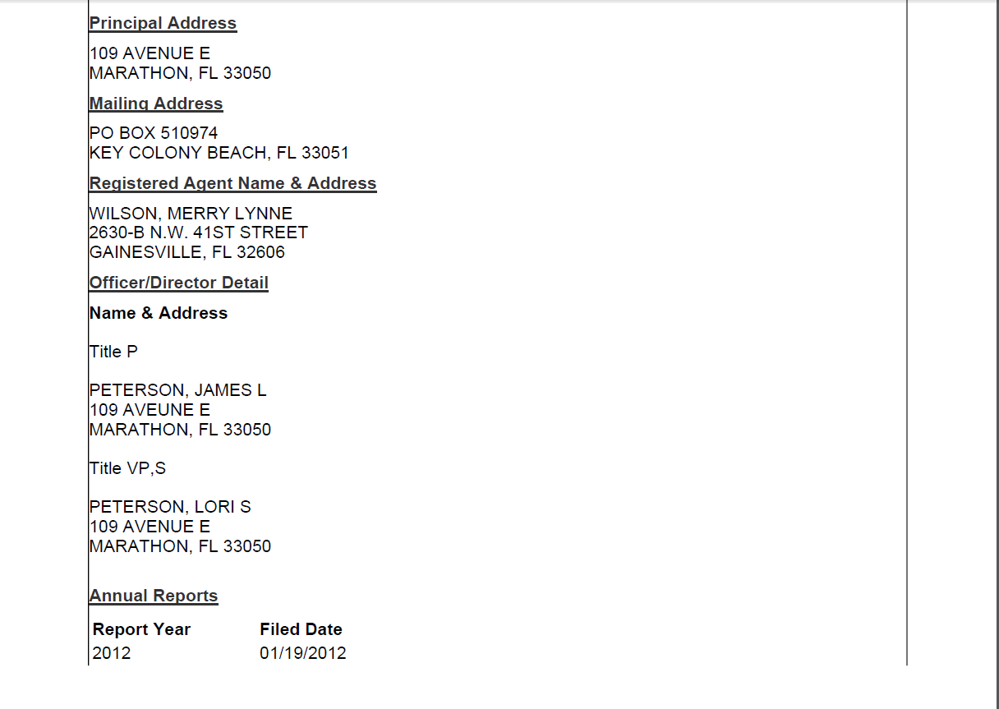 Principal Address
109 AVENUE E
MARATHON, FL 33050
Mailing Address
PO BOX 510974
KEY COLONY BEACH, FL 33051
Registered Agent Name & Address
WILSON, MERRY LYNNE
2630-B N.W. 41ST STREET
GAINESVILLE, FL 32606
Officer/Director Detail
Name & Address
Title P
PETERSON, JAMES L
109 AVEUNE E
MARATHON, FL 33050
Title VP,S
PETERSON, LORI S
109 AVENUE E
MARATHON, FL 33050
Annual Reports
Report Year Filed Date
2012 01/19/2012